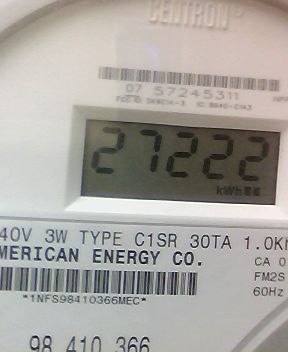 CENTRON®
07 57245311
27222
kWh
40V 3W TYPE C1SR 30TA 1.0K
MERICAN ENERGY CO.
CA 0
FM2S
60Hz
*1NFS98410366MEC*
98 410 366